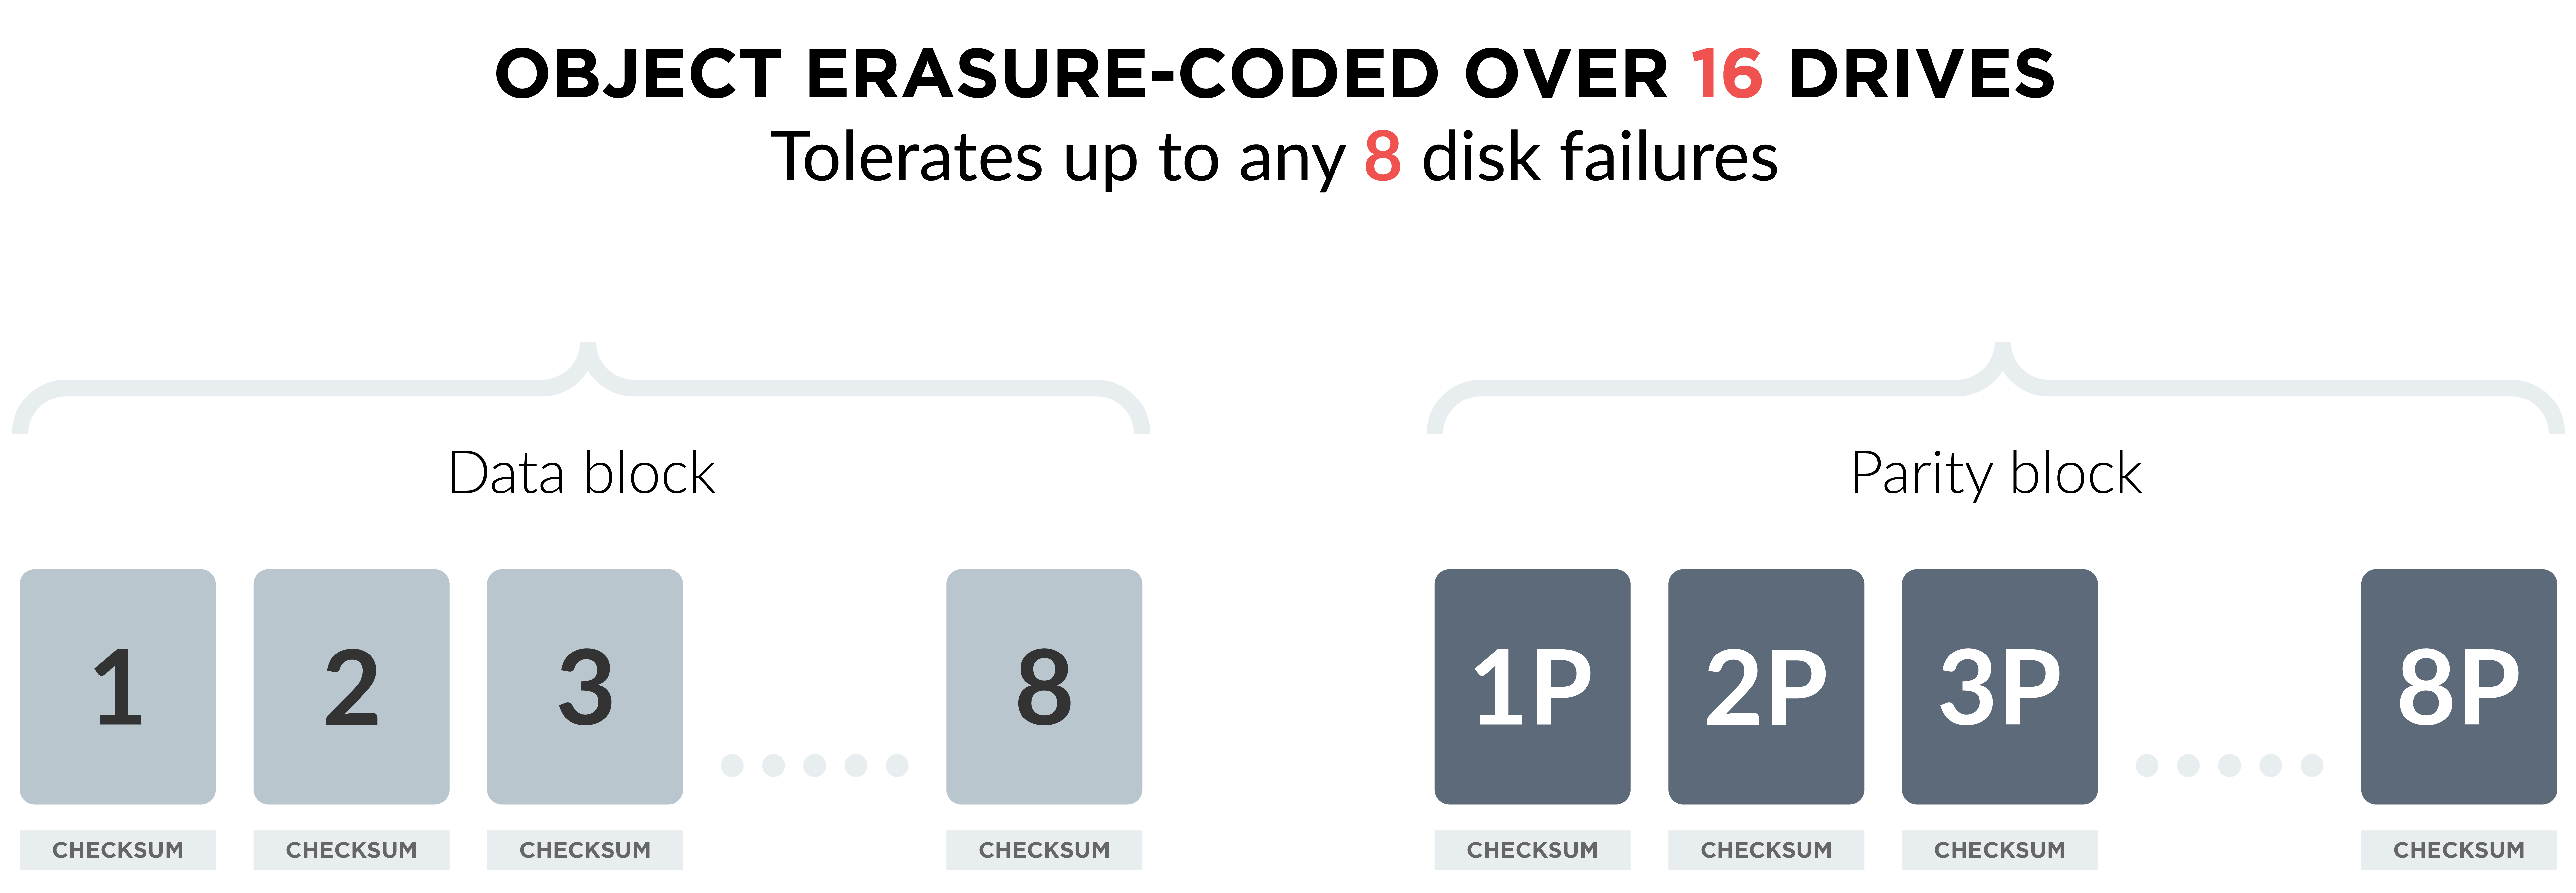 OBJECT ERASURE-CODED OVER 16 DRIVES
Tolerates up to any 8 disk failures
Data block
Parity block
1 2 3 8
1P 2P 3P 8P
CHECKSUM CHECKSUM CHECKSUM CHECKSUM
CHECKSUM CHECKSUM CHECKSUM CHECKSUM